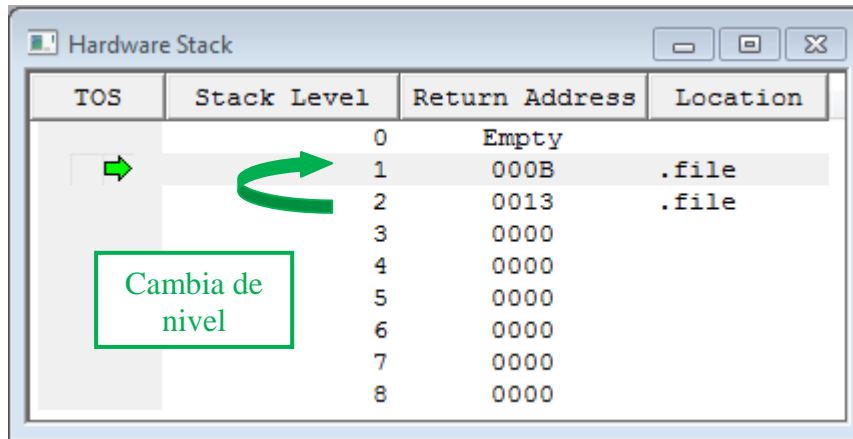 Hardware Stack
TOS Stack Level Return Address Location
0 Empty
1 000B .file
2 0013 .file
3 0000
4 0000
5 0000
6 0000
7 0000
8 0000
Cambia de
nivel